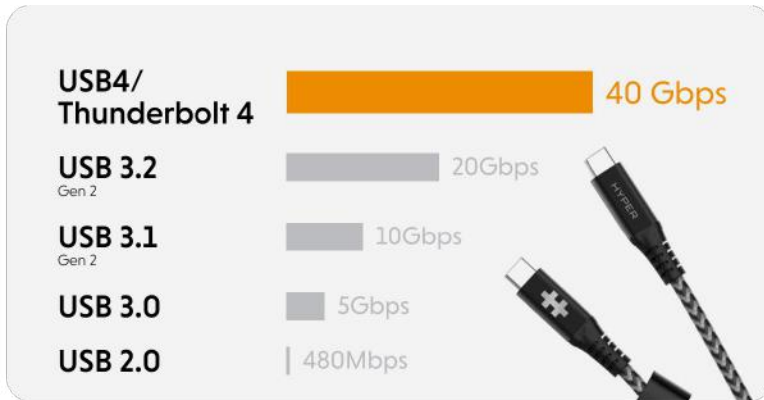 USB4/
Thunderbolt 4
40 Gbps
USB 3.2
Gen 2
20Gbps
USB 3.1
Gen 2
10Gbps
USB 3.0
5Gbps
USB 2.0
480Mbps
HYPER